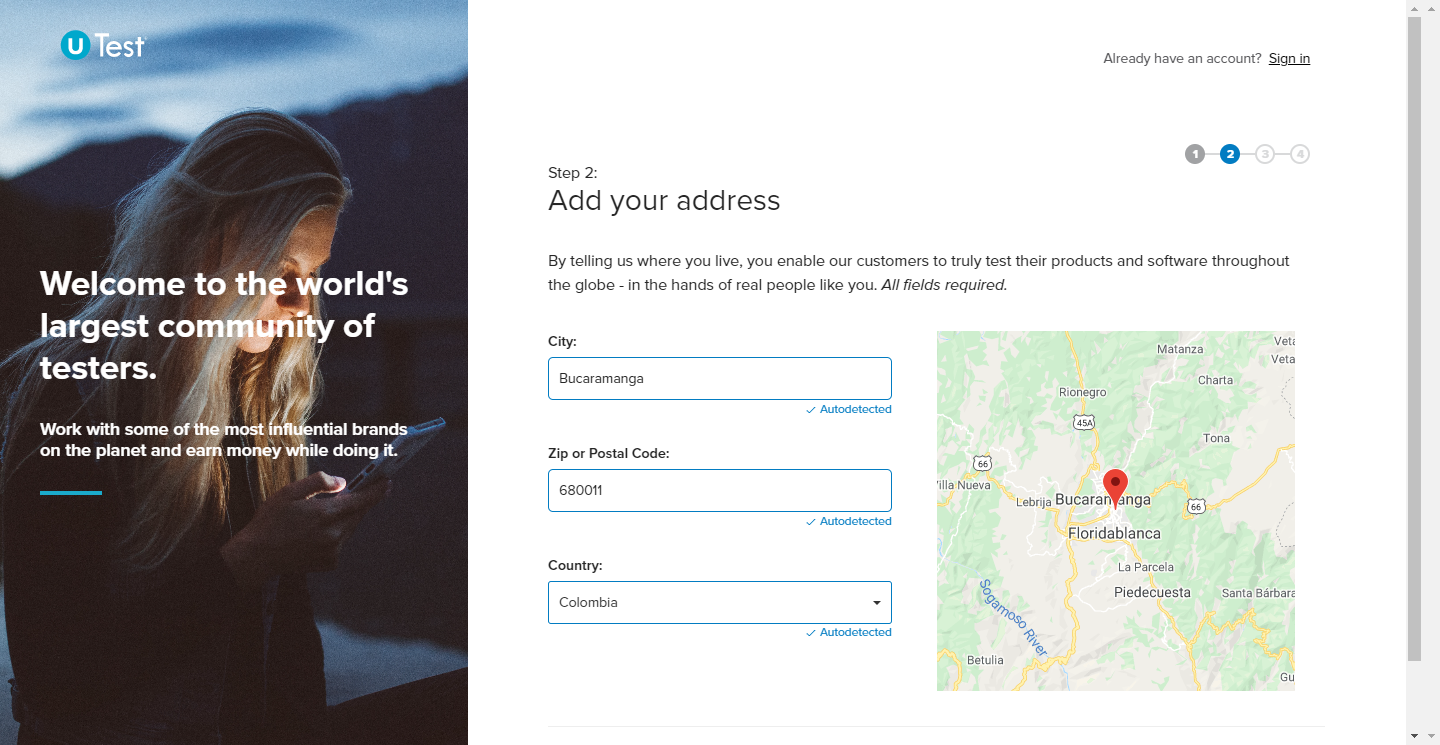 U Test
Already have an account? Sign in
1 2 3 4
Step 2:
Add your address
Welcome to the world's
largest community of
testers.
Work with some of the most influential brands
on the planet and earn money while doing it.
By telling us where you live, you enable our customers to truly test their products and software throughout
the globe - in the hands of real people like you. All fields required.
City:
Bucaramanga
Autodetected
Zip or Postal Code:
680011
Autodetected
Country:
Colombia
Autodetected
Veta
Matanza
Veta
Charta
Rionegro
45A
Tona
66
illa Nueva
Lebrija
Bucaramanga
66
Floridablanca
La Parcela
Piedecuesta
Santa Bárbara
Sogamoso River
Betulia
Gu